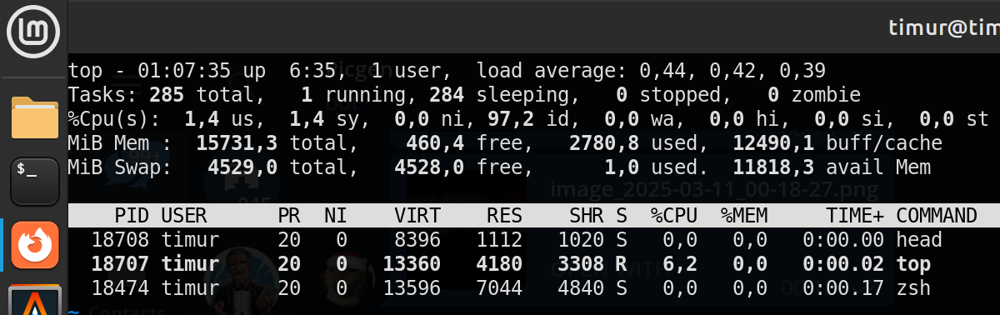 timur@tim
top - 01:07:35 up  6:35,  1 user,  load average: 0,44, 0,42, 0,39
Tasks: 285 total,   1 running, 284 sleeping,   0 stopped,   0 zombie
%Cpu(s):  1,4 us,  1,4 sy,  0,0 ni, 97,2 id,  0,0 wa,  0,0 hi,  0,0 si,  0,0 st
MiB Mem :  15731,3 total,    460,4 free,   2780,8 used,  12490,1 buff/cache
MiB Swap:   4529,0 total,   4528,0 free,      1,0 used.  11818,3 avail Mem
image_2025-03-11_00-18-27.png
PID USER      PR  NI    VIRT    RES    SHR S  %CPU  %MEM     TIME+ COMMAND
18708 timur     20   0    8396   1112   1020 S   0,0   0,0   0:00.00 head
18707 timur     20   0   13360   4180   3308 R   6,2   0,0   0:00.02 top
18474 timur     20   0   13596   7044   4840 S   0,0   0,0   0:00.17 zsh
~
Contacts
$_